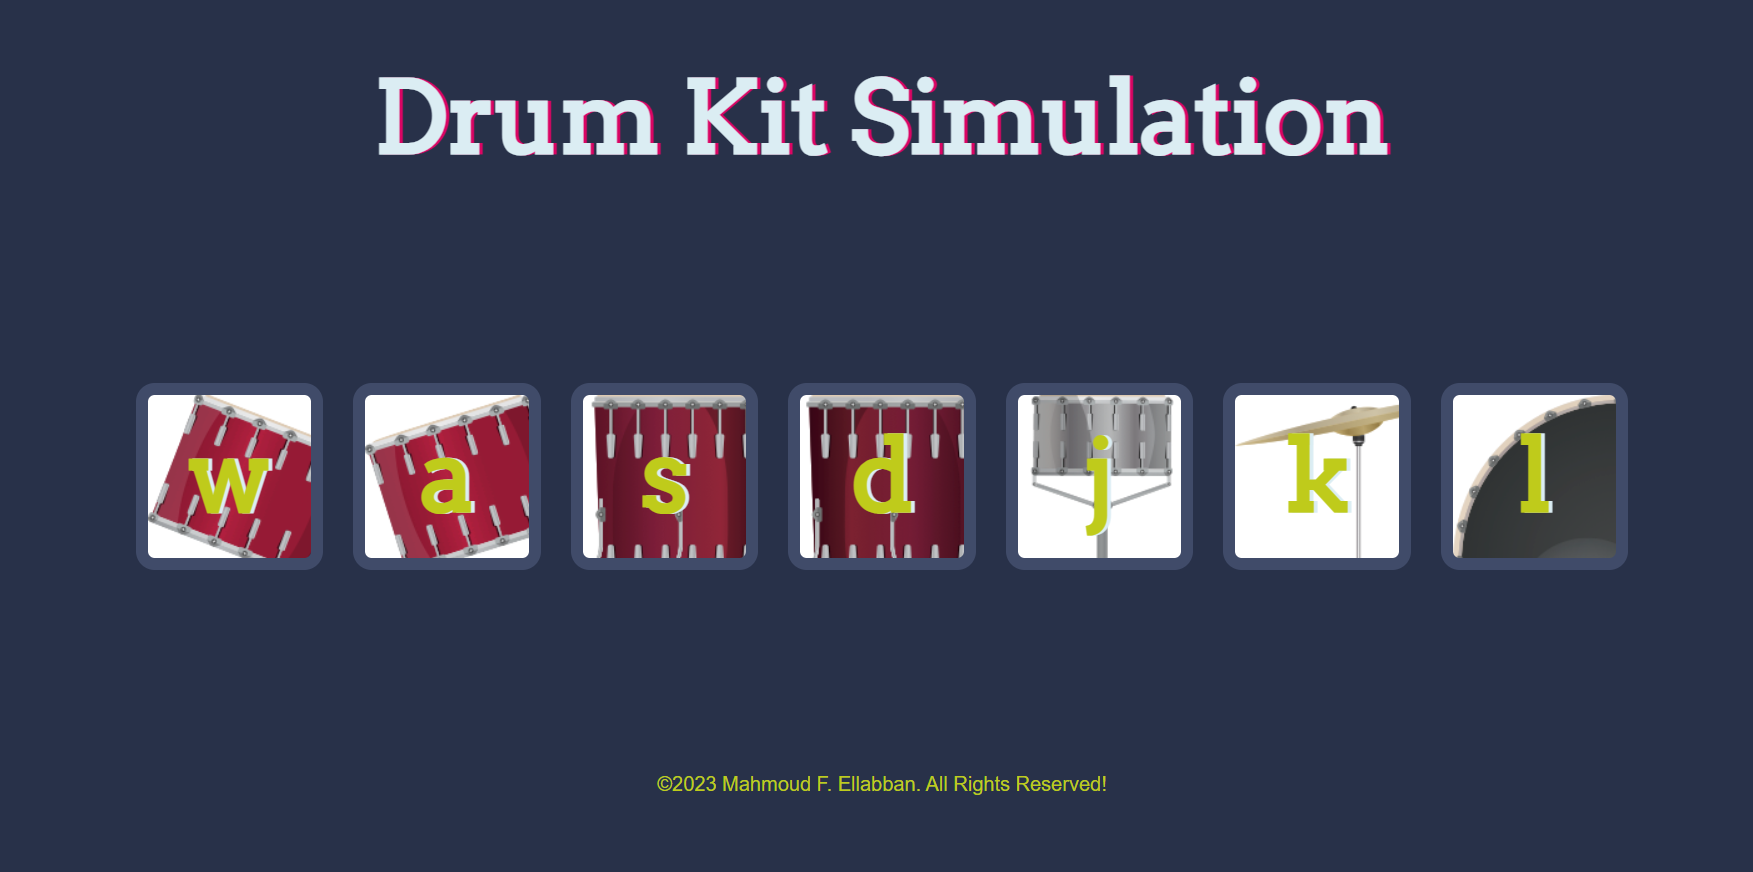 Drum Kit Simulation
w a s d j k l
©2023 Mahmoud F. Ellabban. All Rights Reserved!